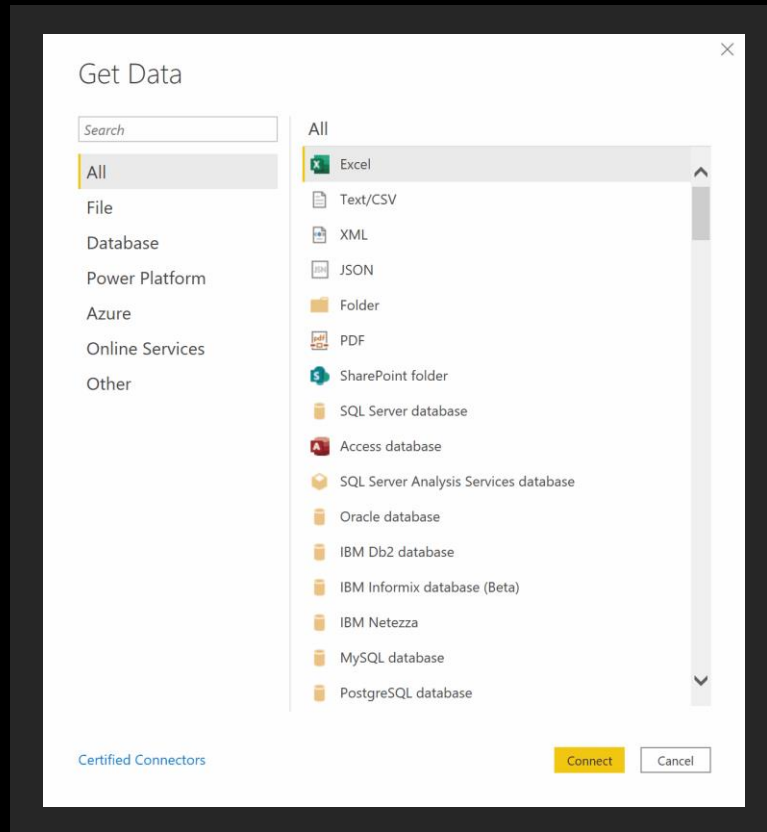 Get Data
Search
All
File
Database
Power Platform
Azure
Online Services
Other
All
Excel
Text/CSV
XML
JSON
Folder
PDF
SharePoint folder
SQL Server database
Access database
SQL Server Analysis Services database
Oracle database
IBM Db2 database
IBM Informix database (Beta)
IBM Netezza
MySQL database
PostgreSQL database
Certified Connectors
Connect
Cancel